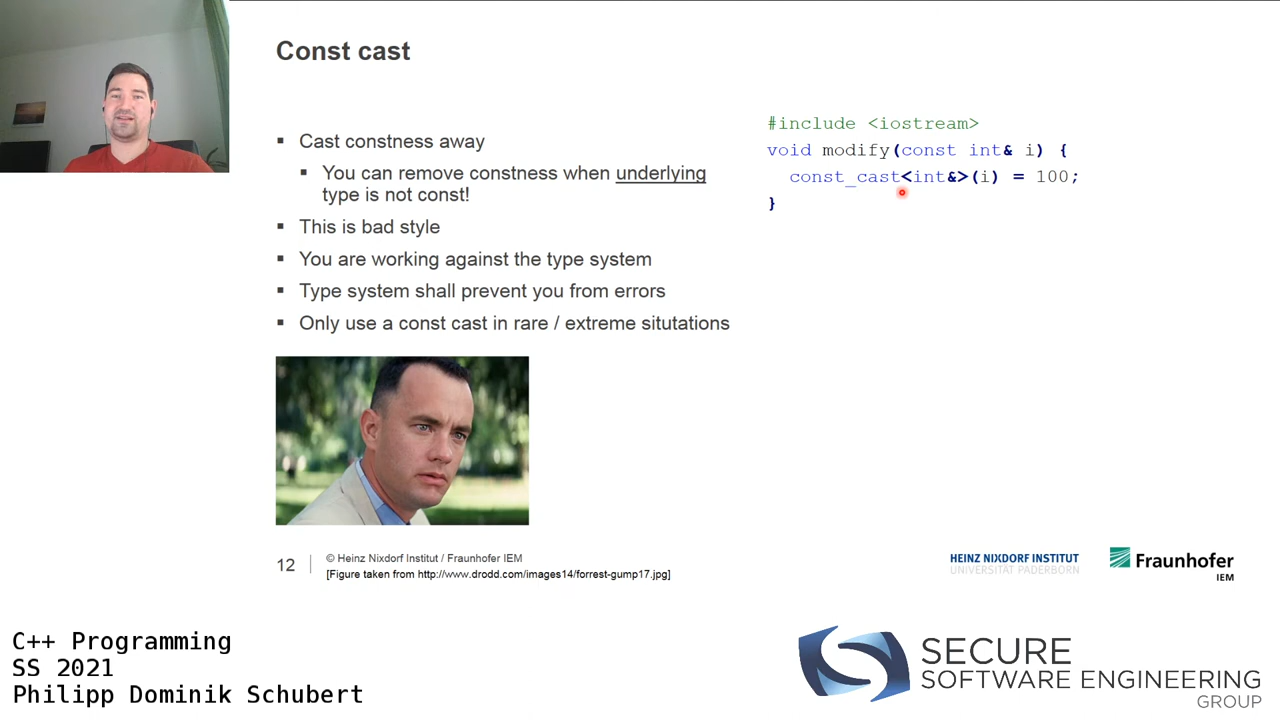 Const cast
Cast constness away
You can remove constness when underlying
type is not const!
This is bad style
You are working against the type system
Type system shall prevent you from errors
Only use a const cast in rare / extreme situtations
#include <iostream>
void modify(const int& i) {
const_cast<int&>(i) = 100;
}
12
© Heinz Nixdorf Institut / Fraunhofer IEM
[Figure taken from http://www.drodd.com/images14/forrest-gump17.jpg]
HEINZ NIXDORF INSTITUT
UNIVERSITÄT PADERBORN
Fraunhofer
IEM
C++ Programming
SS 2021
Philipp Dominik Schubert
SECURE
SOFTWARE ENGINEERING
GROUP